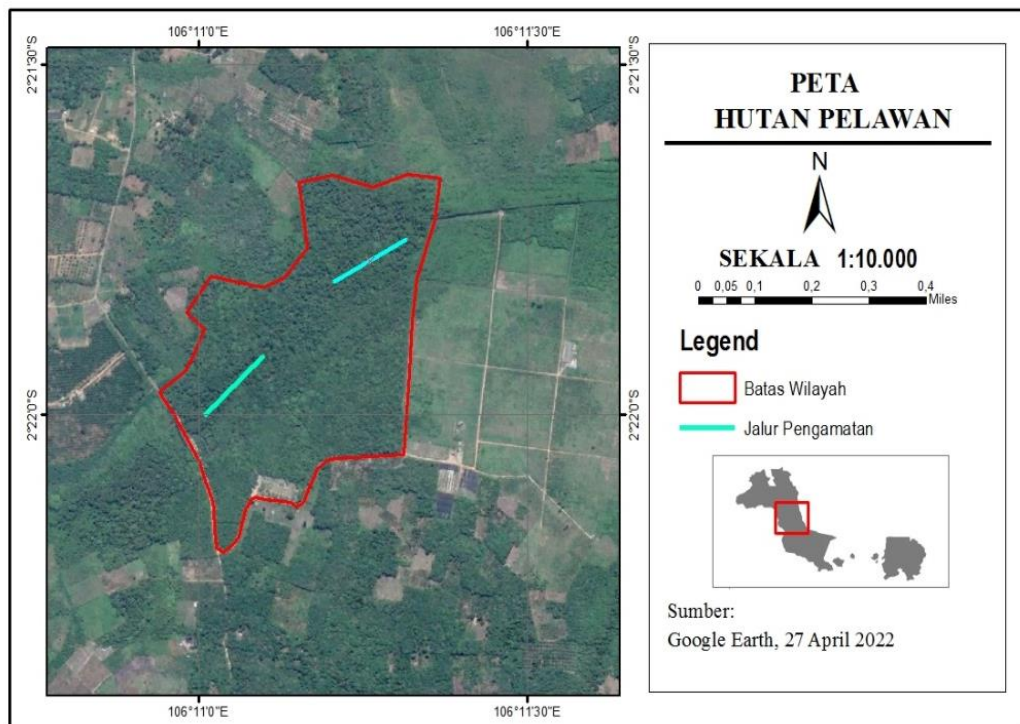 106°11'0"E
106°11'30"E
2°21'30"S
2°22'0"S
2°21'30"S
2°22'0"S
106°11'0"E
106°11'30"E
PETA
HUTAN PELAWAN
N
SEKALA 1:10.000
0 0,05 0,1 0,2 0,3 0,4
Miles
Legend
Batas Wilayah
Jalur Pengamatan
Sumber:
Google Earth, 27 April 2022